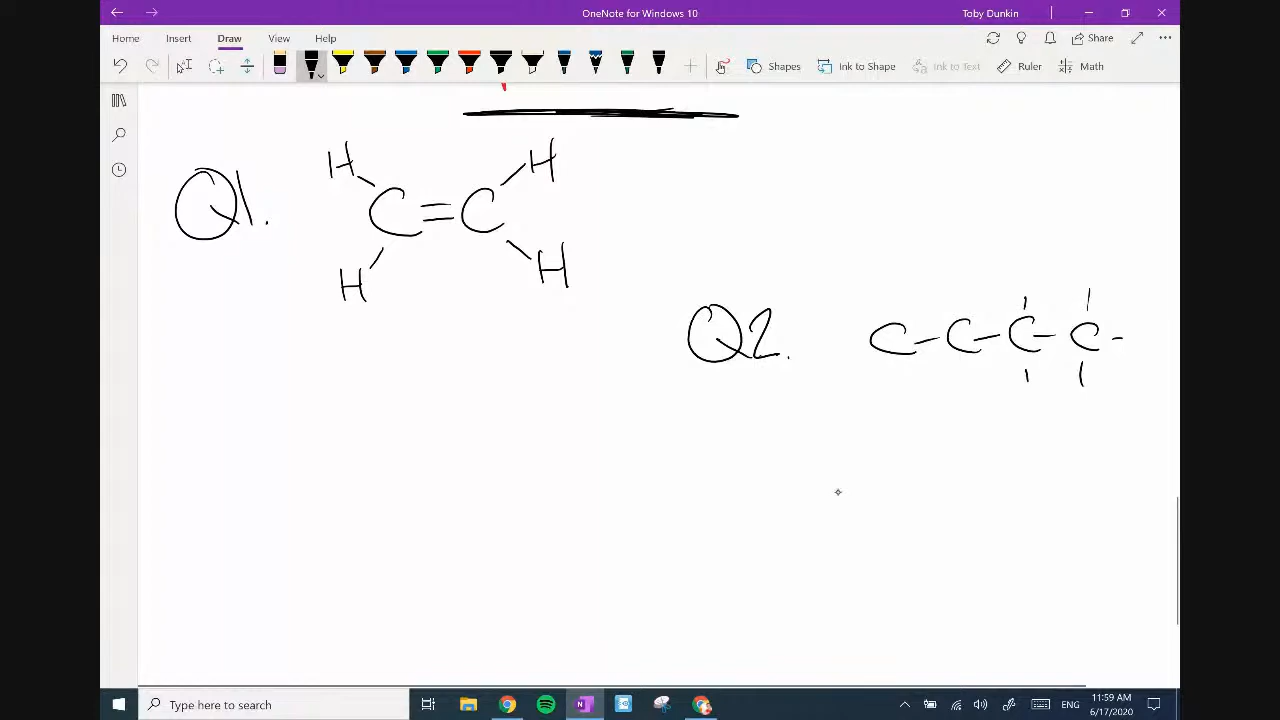 OneNote for Windows 10
Toby Dunkin
Home Insert Draw View Help
Share
Shapes Ink to Shape Ink to Text Ruler Math
H H
Q1. C=C
H H
Q2. C-C-C-C-
Type here to search
ENG
11:59 AM
6/17/2020